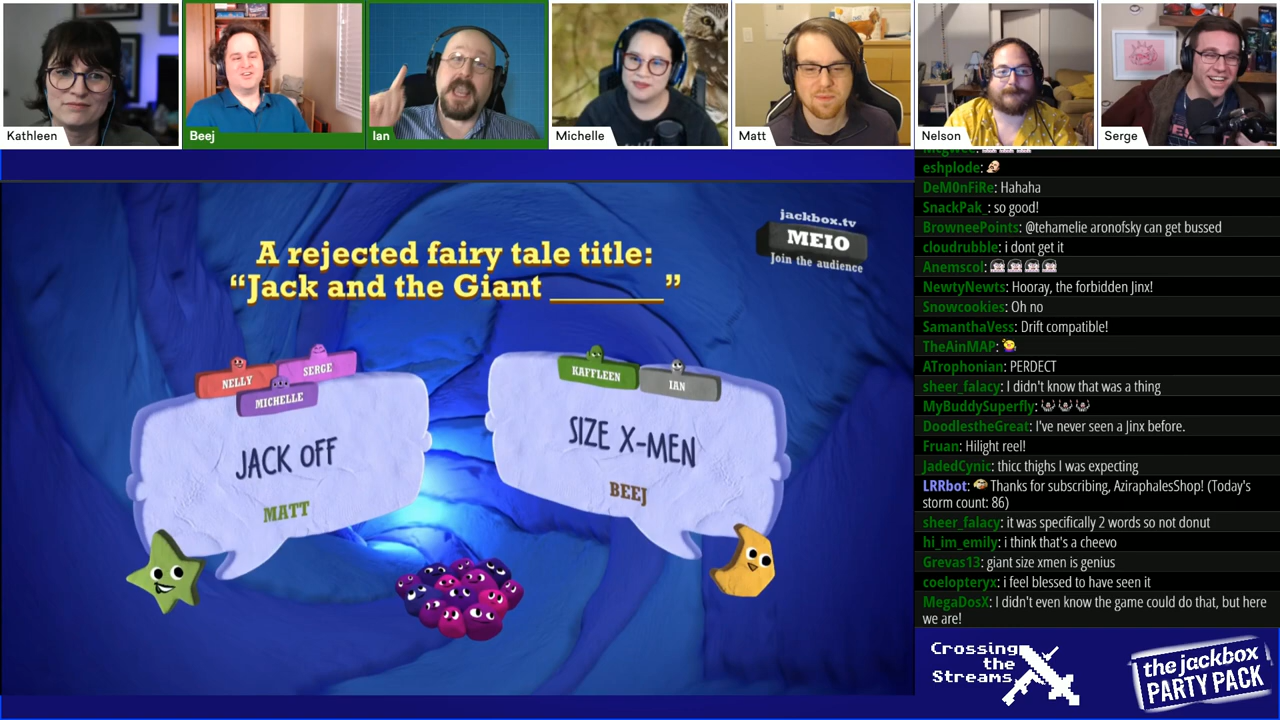 Kathleen
Beej
Ian
Michelle
Matt
Nelson
Serge
jackbox.tv
MEIO
Join the audience
A rejected fairy tale title:
“Jack and the Giant ________”
NELLY
SERGE
MICHELLE
JACK OFF
MATT
KAFFLEEN
IAN
SIZE X-MEN
BEEJ
eshplode:
DeM0nFiRe: Hahaha
SnackPak_: so good!
BrowneePoints: @tehamelie aronofsky can get bussed
cloudrubble: i dont get it
Anemscol:
NewtyNewts: Hooray, the forbidden Jinx!
Snowcookies: Oh no
SamanthaVess: Drift compatible!
TheAinMAP:
ATrophonian: PERDECT
sheer_falacy: I didn't know that was a thing
MyBuddySuperfly:
DoodlestheGreat: I've never seen a Jinx before.
Fruan: Hilight reel!
JadedCynic: thicc thighs I was expecting
LRRbot: Thanks for subscribing, AziraphalesShop! (Today's
storm count: 86)
sheer_falacy: it was specifically 2 words so not donut
hi_im_emily: i think that's a cheevo
Grevas13: giant size xmen is genius
coelopteryx: i feel blessed to have seen it
MegaDosX: I didn't even know the game could do that, but here
we are!
Crossing
the
Streams
the jackbox
PARTY PACK